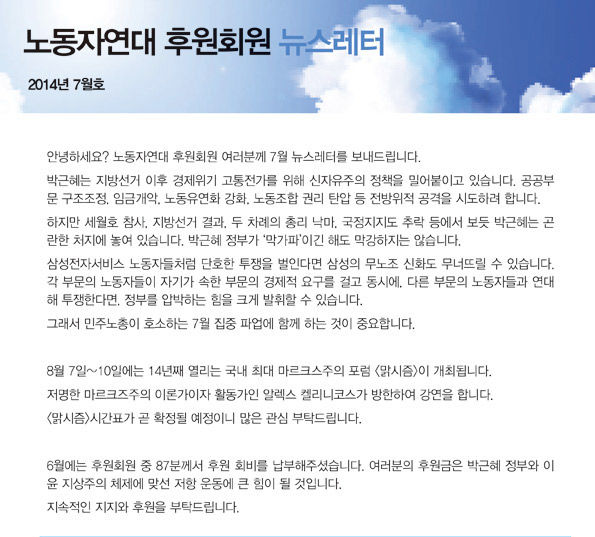 노동자연대 후원회원 뉴스레터
2014년 7월호
안녕하세요? 노동자연대 후원회원 여러분께 7월 뉴스레터를 보내드립니다.
박근혜는 지방선거 이후 경제위기 고통전가를 위해 신자유주의 정책을 밀어붙이고 있습니다. 공공부
문 구조조정, 임금개악, 노동유연화 강화, 노동조합 권리 탄압 등 전방위적 공격을 시도하려 합니다.
하지만 세월호 참사, 지방선거 결과, 두 차례의 총리 낙마, 국정지지도 추락 등에서 보듯 박근혜는 곤
란한 처지에 놓여 있습니다. 박근혜 정부가 ‘막가파’이긴 해도 막강하지는 않습니다.
삼성전자서비스 노동자들처럼 단호한 투쟁을 벌인다면 삼성의 무노조 신화도 무너뜨릴 수 있습니다.
각 부문의 노동자들이 자기가 속한 부문의 경제적 요구를 걸고 동시에, 다른 부문의 노동자들과 연대
해 투쟁한다면, 정부를 압박하는 힘을 크게 발휘할 수 있습니다.
그래서 민주노총이 호소하는 7월 집중 파업에 함께 하는 것이 중요합니다.
8월 7일~10일에는 14년째 열리는 국내 최대 마르크스주의 포럼 〈맑시즘〉이 개최됩니다.
저명한 마르크즈주의 이론가이자 활동가인 알렉스 켈리니코스가 방한하여 강연을 합니다.
〈맑시즘〉시간표가 곧 확정될 예정이니 많은 관심 부탁드립니다.
6월에는 후원회원 중 87분께서 후원 회비를 납부해주셨습니다. 여러분의 후원금은 박근혜 정부와 이
윤 지상주의 체제에 맞선 저항 운동에 큰 힘이 될 것입니다.
지속적인 지지와 후원을 부탁드립니다.